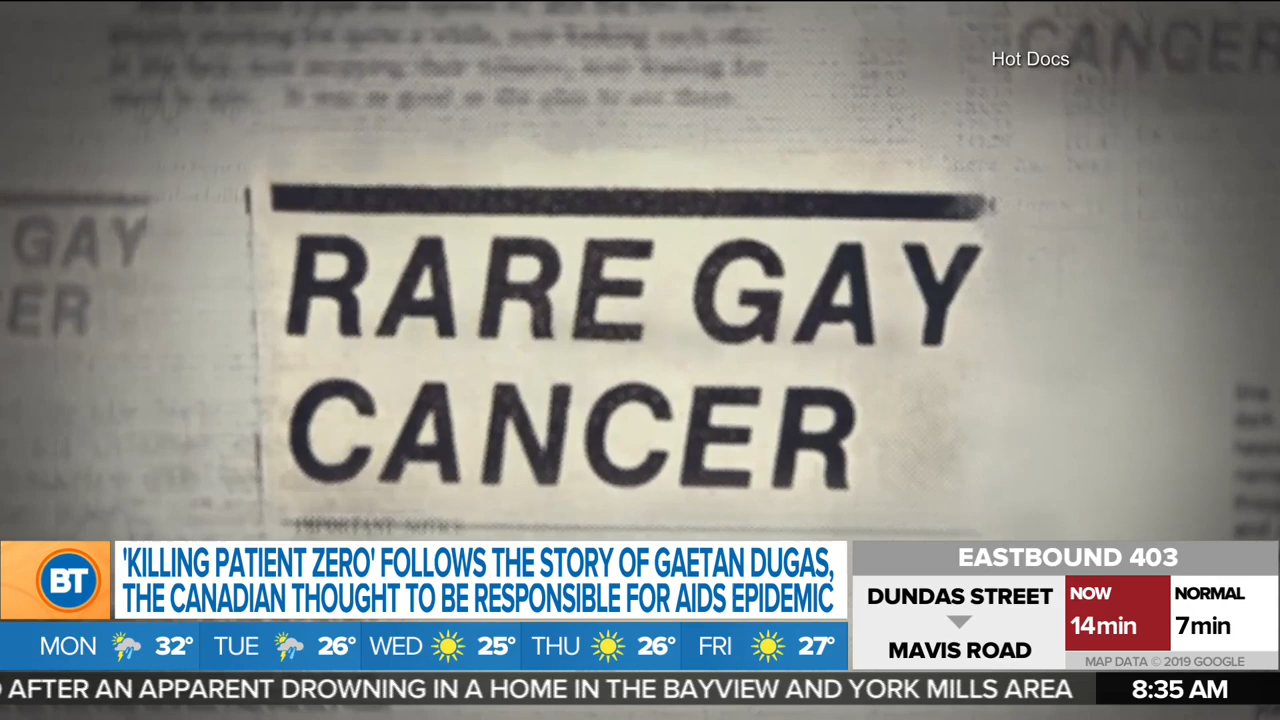 CANCER
Hot Docs
GAY
ER
RARE GAY
CANCER
BT
'KILLING PATIENT ZERO' FOLLOWS THE STORY OF GAETAN DUGAS,
THE CANADIAN THOUGHT TO BE RESPONSIBLE FOR AIDS EPIDEMIC
EASTBOUND 403
DUNDAS STREET
MAVIS ROAD
NOW
14min
NORMAL
7min
MAP DATA © 2019 GOOGLE
MON 32° TUE 26° WED 25° THU 26° FRI 27°
AFTER AN APPARENT DROWNING IN A HOME IN THE BAYVIEW AND YORK MILLS AREA
8:35 AM